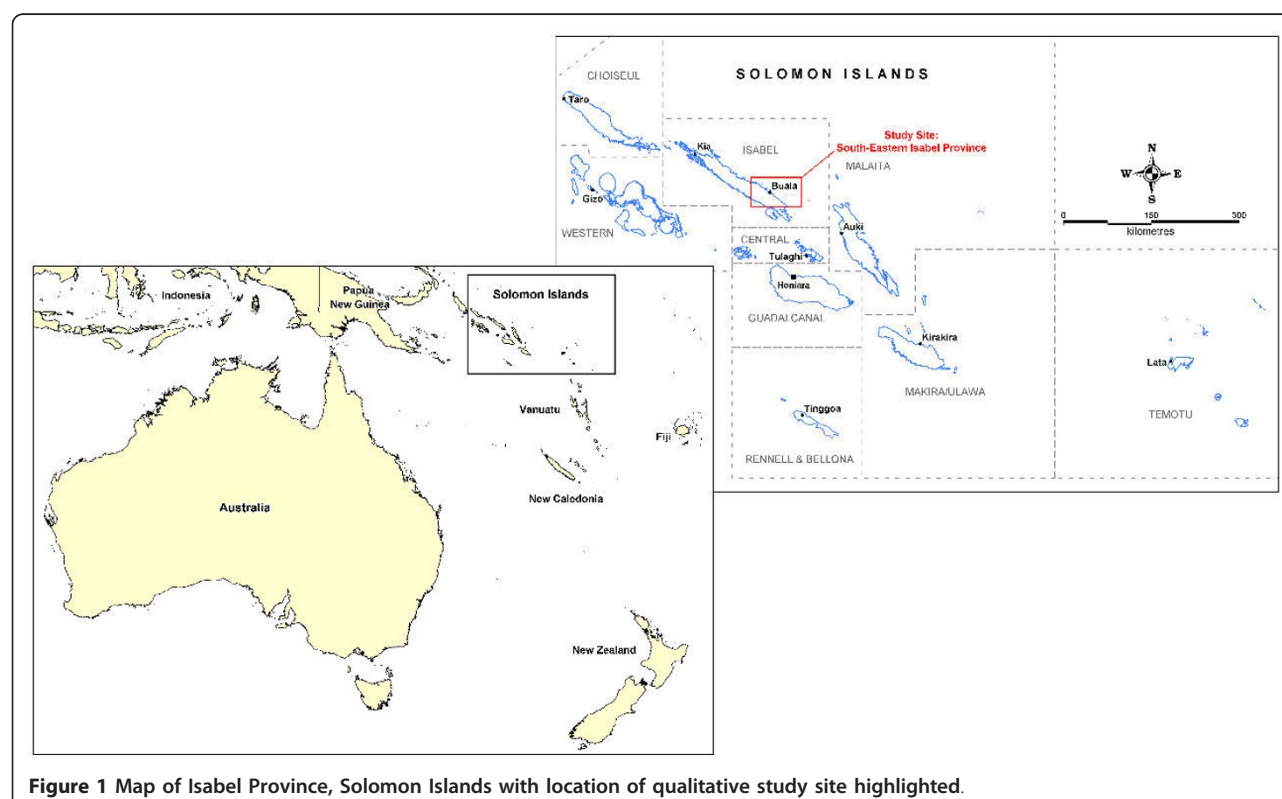 SOLOMON ISLANDS
CHOISEUL
Taro
Kia
ISABEL
Study Site:
South-Eastern Isabel Province
MALAITA
Buala
Gizo
WESTERN
CENTRAL
Tulaghi
Auki
Honiara
GUADALCANAL
Kirakira
MAKIRA/ULAWA
Lata
TEMOTU
Tinggoa
RENNELL & BELLONA
N
W E
S
0 150 300
kilometres
Indonesia
Papua
New Guinea
Solomon Islands
Vanuatu
Fiji
New Caledonia
Australia
New Zealand
Figure 1 Map of Isabel Province, Solomon Islands with location of qualitative study site highlighted.